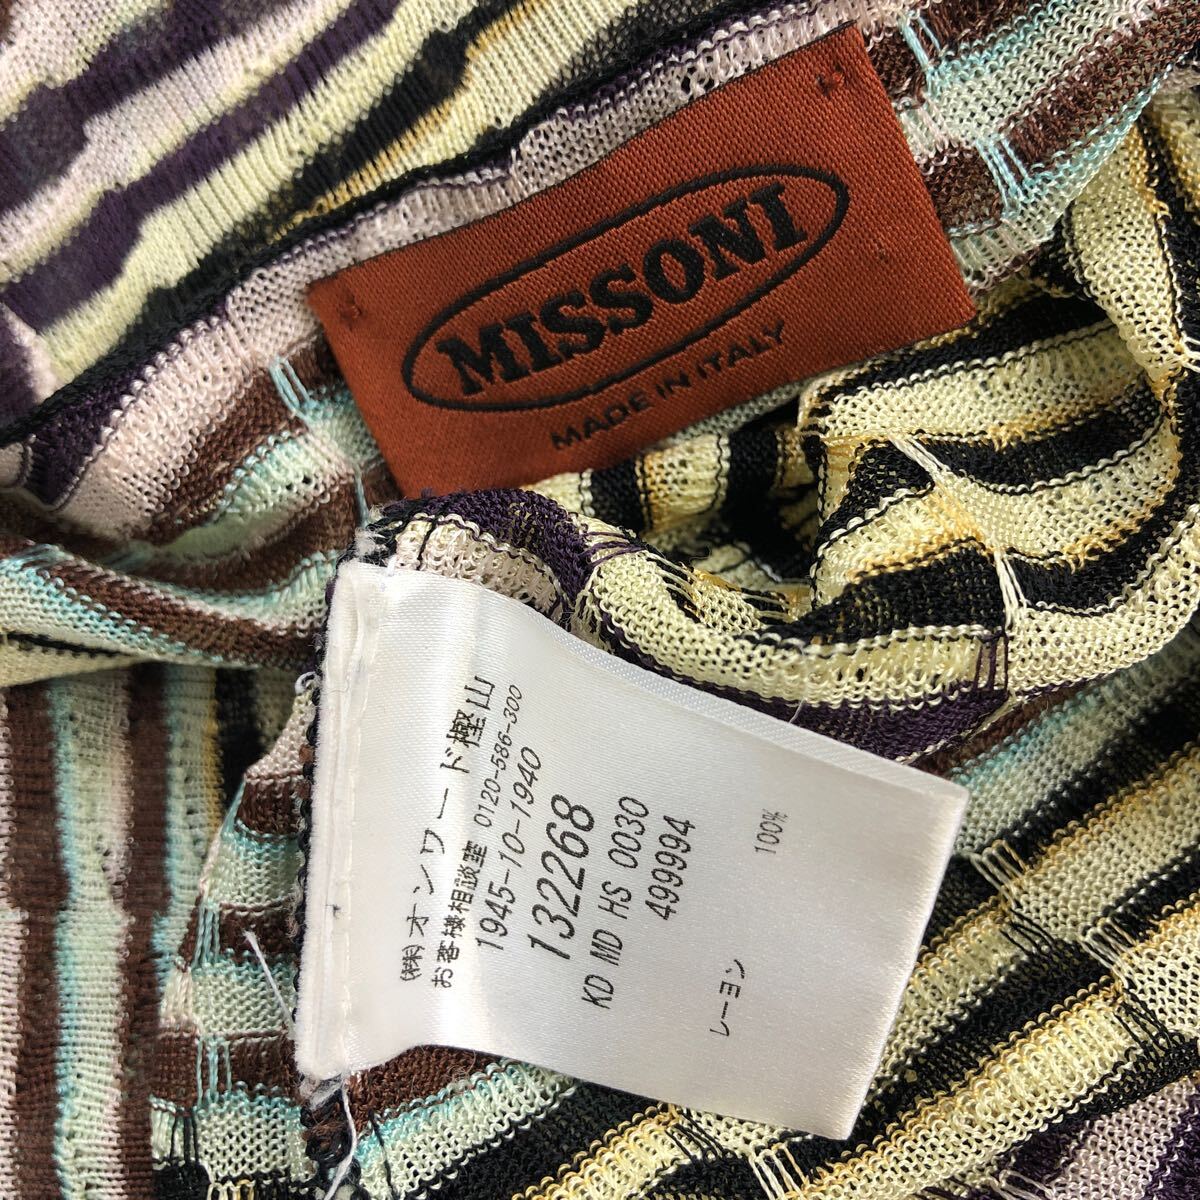 MISSONI
MADE IN ITALY
(株)オンワード樫山
お客様相談室 0120-586-300
1945-10-1940
132268
KD MD HS 0030
499994
レーヨン 100%